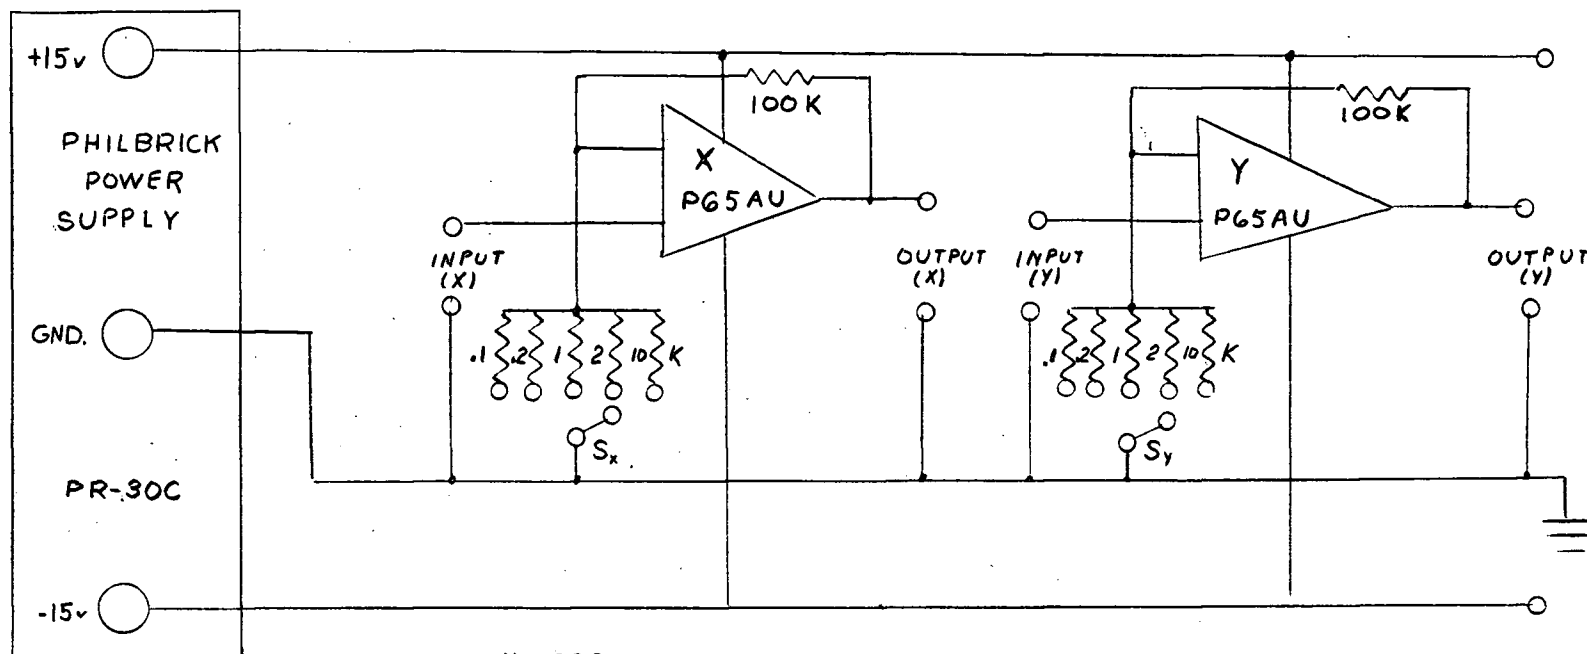 +15v
PHILBRICK
POWER
SUPPLY
GND.
PR-30C
-15v
100K
X
P65AU
INPUT
(X)
OUTPUT
(X)
.1 .2 1 2 10 K
Sx
100K
Y
P65AU
INPUT
(Y)
OUTPUT
(Y)
.1 .2 1 2 10 K
Sy